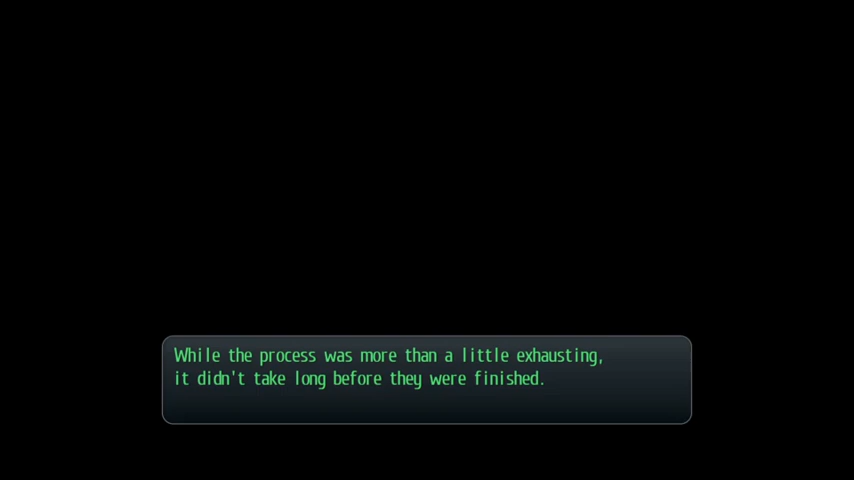 While the process was more than a little exhausting,
it didn't take long before they were finished.